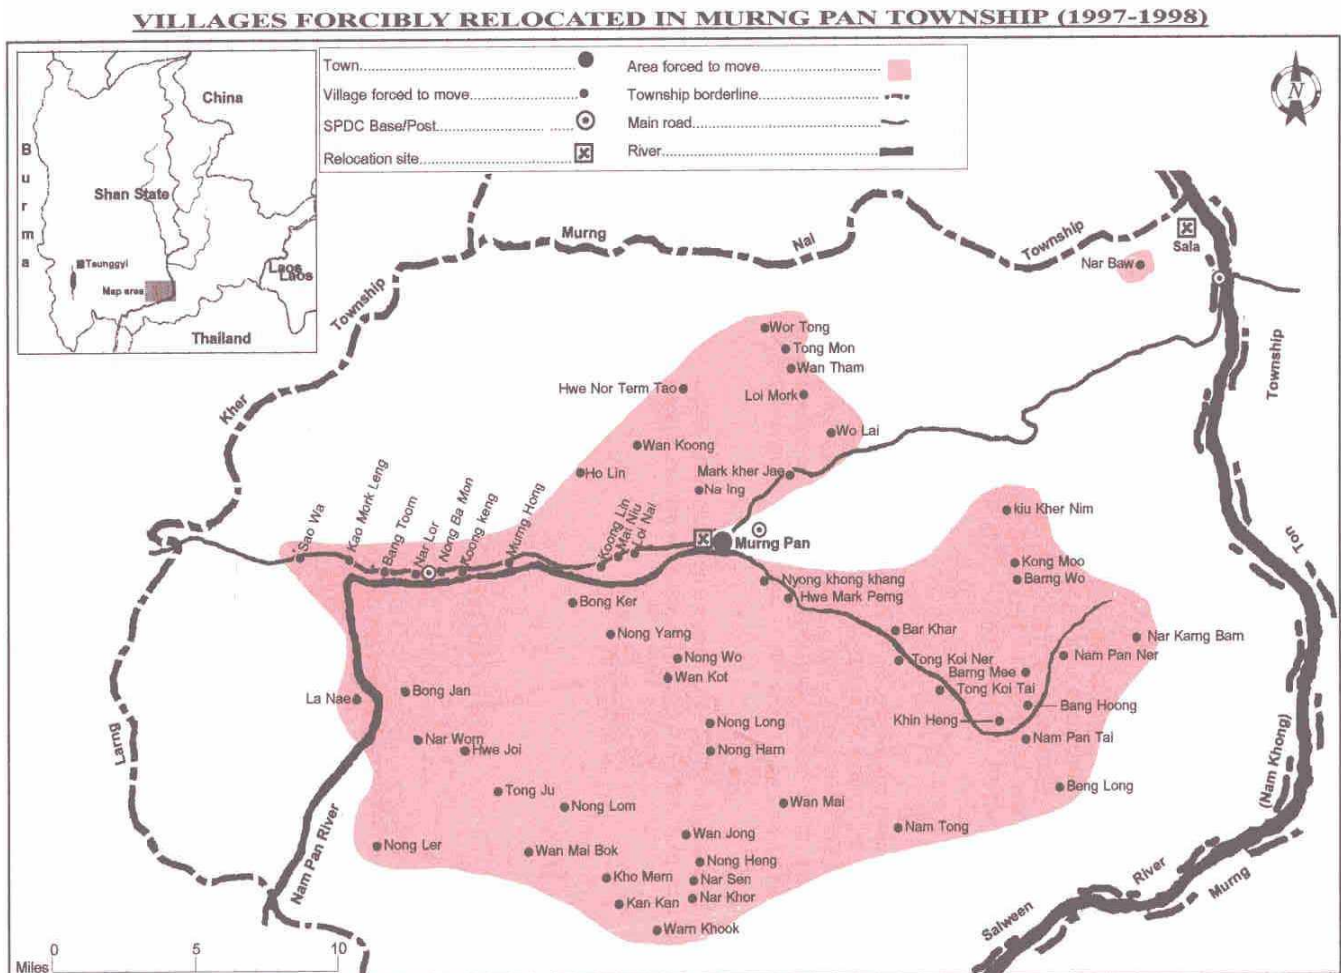 VILLAGES FORCIBLY RELOCATED IN MURNG PAN TOWNSHIP (1997-1998)
Town
Village forced to move
SPDC Base/Post
Relocation site
Area forced to move
Township borderline
Main road
River
N
Burma
China
Shan State
Taunggyi
Map area
Laos
Laos
Thailand
Murng
Nai
Township
Sala
Nar Baw
Township
Kher
Larng
Township
Ton
(Nam Khong)
Murng
River
Salween
Wor Tong
Tong Mon
Wan Tham
Hwe Nor Term Tao
Loi Mork
Wo Lai
Wan Koong
Ho Lin
Mark kher Jae
Na Ing
Sao Wa
Kao Mork Leng
Bang Toom
Nar Lor
Nong Ba Mon
Koong keng
Murng Hong
Koong Lin
Mai Niu
Loi Nai
Murng Pan
kiu Kher Nim
Kong Moo
Barng Wo
Nyong khong khang
Hwe Mark Perng
Bong Ker
Nong Yarng
Bar Khar
Nar Karng Barn
Nong Wo
Tong Koi Ner
Nam Pan Ner
Wan Kot
Barng Mee
Bong Jan
Tong Koi Tai
La Nae
Bang Hoong
Nong Long
Khin Heng
Nar Worn
Hwe Joi
Nong Ham
Nam Pan Tai
Tong Ju
Nong Lom
Wan Mai
Beng Long
Wan Jong
Nam Tong
Nong Ler
Wan Mai Bok
Nong Heng
Kho Mern
Nar Sen
Kan Kan
Nar Khor
Warn Khook
Nam Pan River
0 5 10
Miles